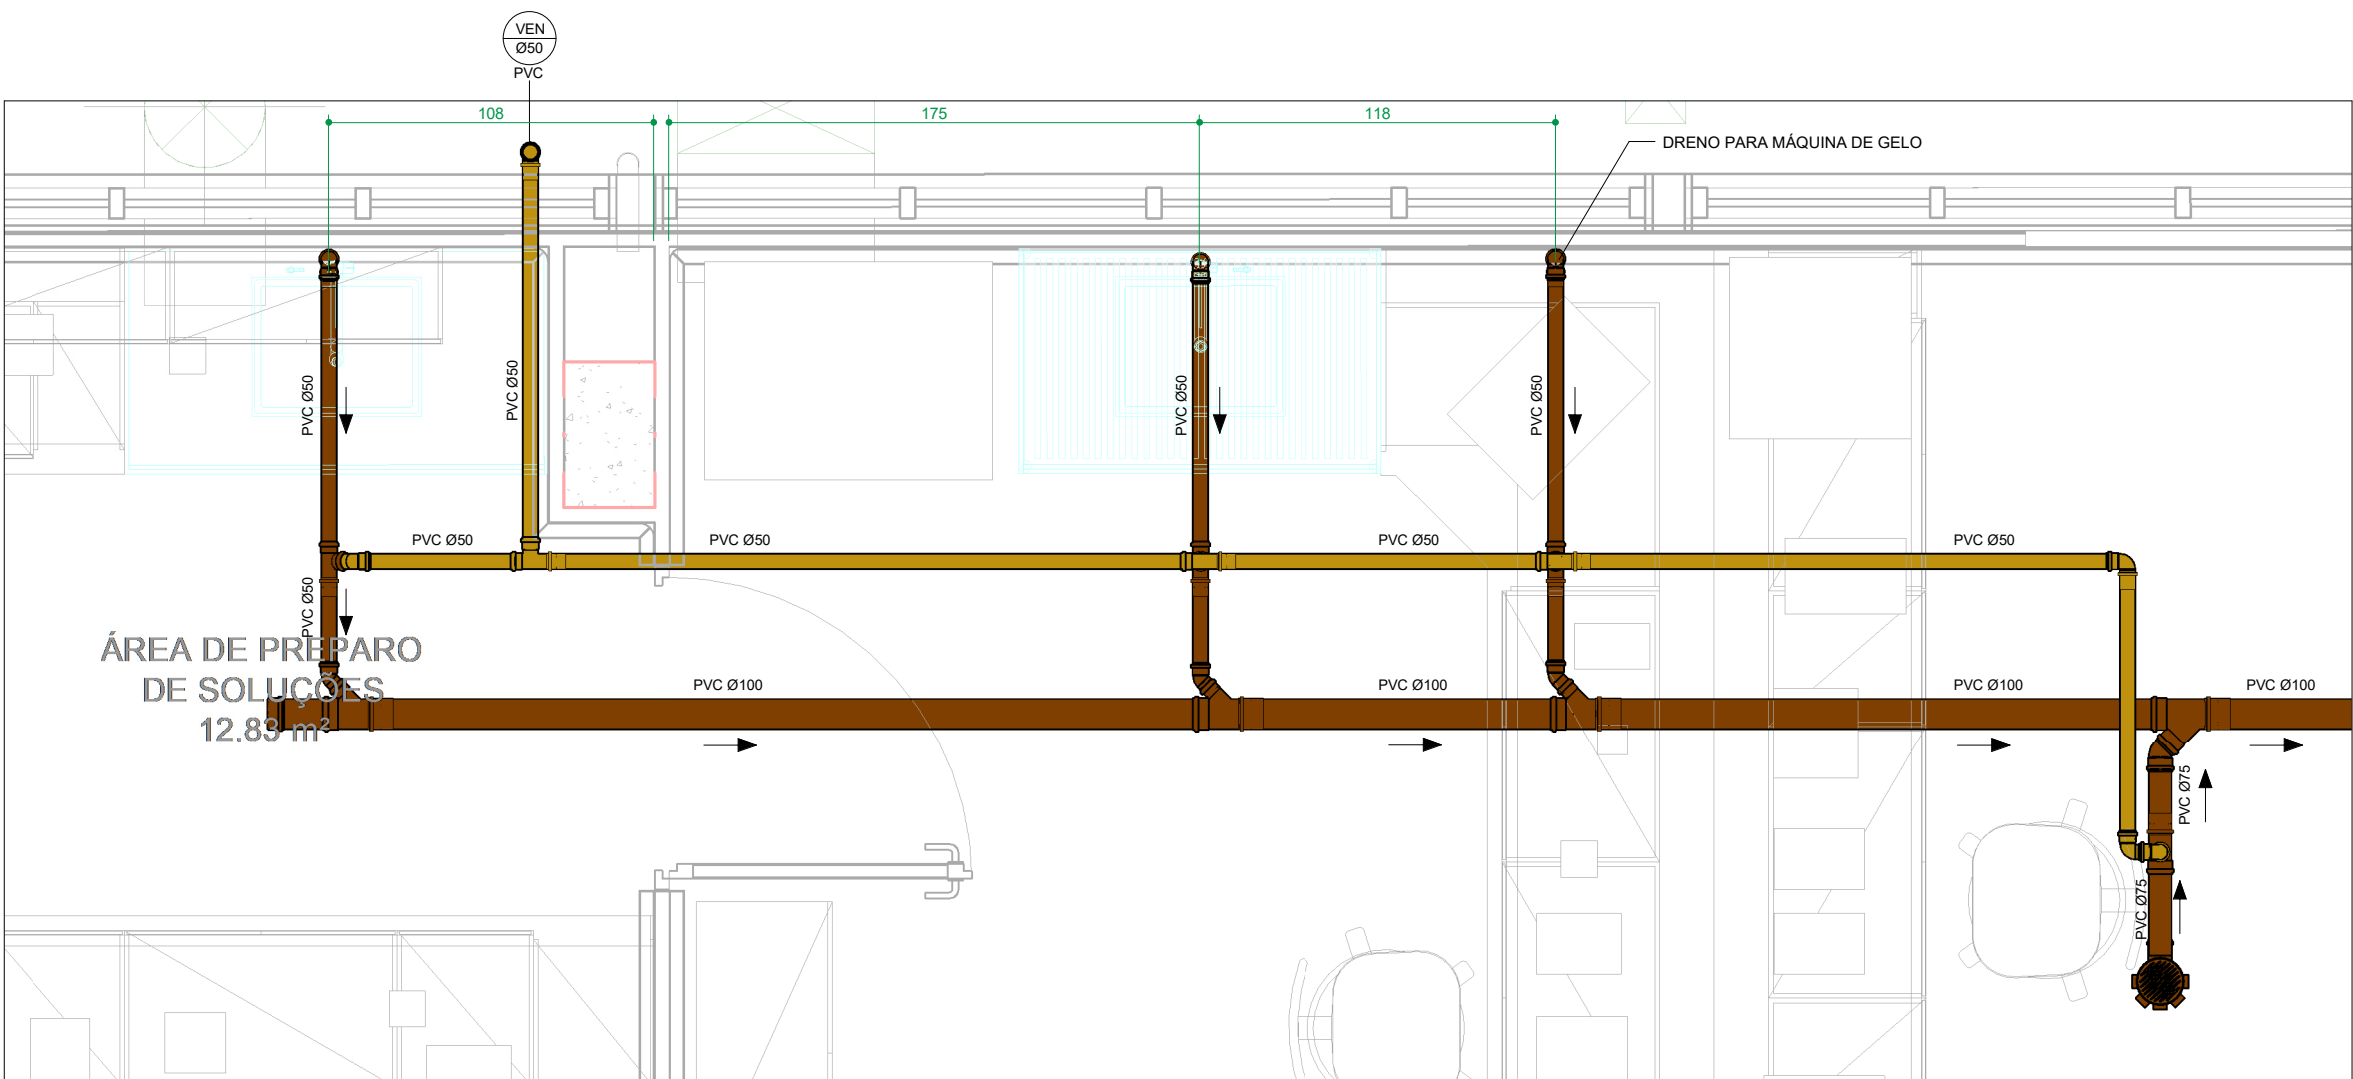 VEN
Ø50
PVC
108
175
118
DRENO PARA MÁQUINA DE GELO
PVC Ø50
PVC Ø50
PVC Ø50
PVC Ø50
PVC Ø50
PVC Ø50
PVC Ø50
PVC Ø50
PVC Ø50
ÁREA DE PREPARO
DE SOLUÇÕES
12.83 m²
PVC Ø100
PVC Ø100
PVC Ø100
PVC Ø100
PVC Ø75
PVC Ø75